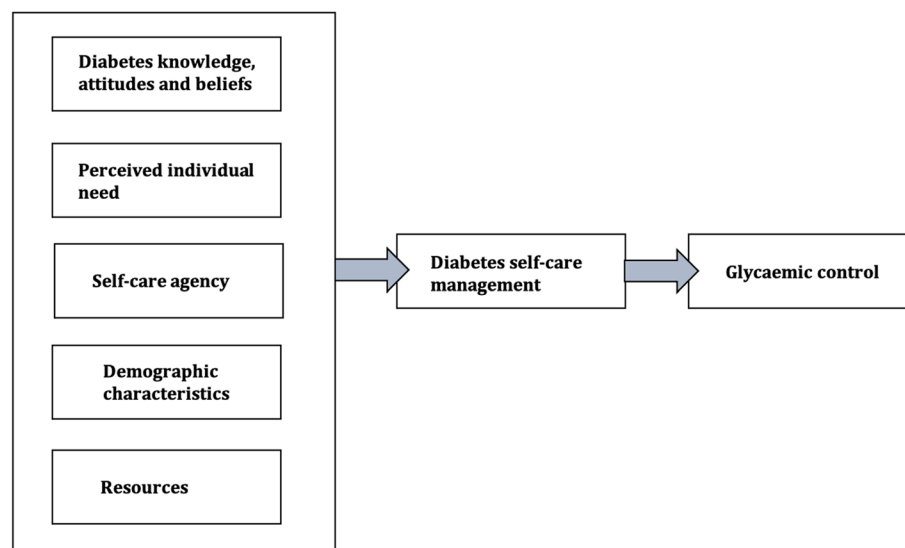 Diabetes knowledge,
attitudes and beliefs
Perceived individual
need
Self-care agency
Demographic
characteristics
Resources
Diabetes self-care
management
Glycaemic control